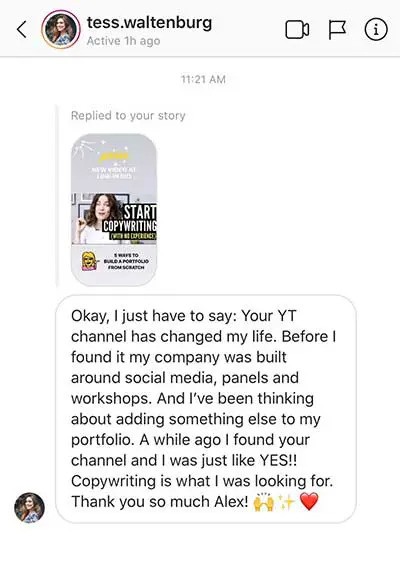 tess.waltenburg
Active 1h ago
11:21 AM
Replied to your story
NEW VIDEO AT
LINK IN BIO
START
COPYWRITING
(WITH NO EXPERIENCE)
5 WAYS TO
BUILD A PORTFOLIO
FROM SCRATCH
Okay, I just have to say: Your YT
channel has changed my life. Before I
found it my company was built
around social media, panels and
workshops. And I've been thinking
about adding something else to my
portfolio. A while ago I found your
channel and I was just like YES!!
Copywriting is what I was looking for.
Thank you so much Alex! 🙌✨❤️